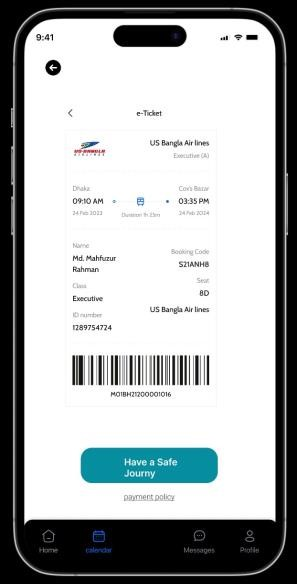 9:41
e-Ticket
US-BANGLA
AIRLINES
US Bangla Air lines
Executive (A)
Dhaka
Cox's Bazar
09:10 AM
03:35 PM
24 Feb 2022
Duration 1h 25m
24 Feb 2024
Name
Md. Mahfuzur
Rahman
Booking Code
S21ANH8
Class
Executive
Seat
8D
ID number
1289754724
US Bangla Air lines
M01BH21200001016
Have a Safe
Journy
payment policy
Home
calendar
Messages
Profile